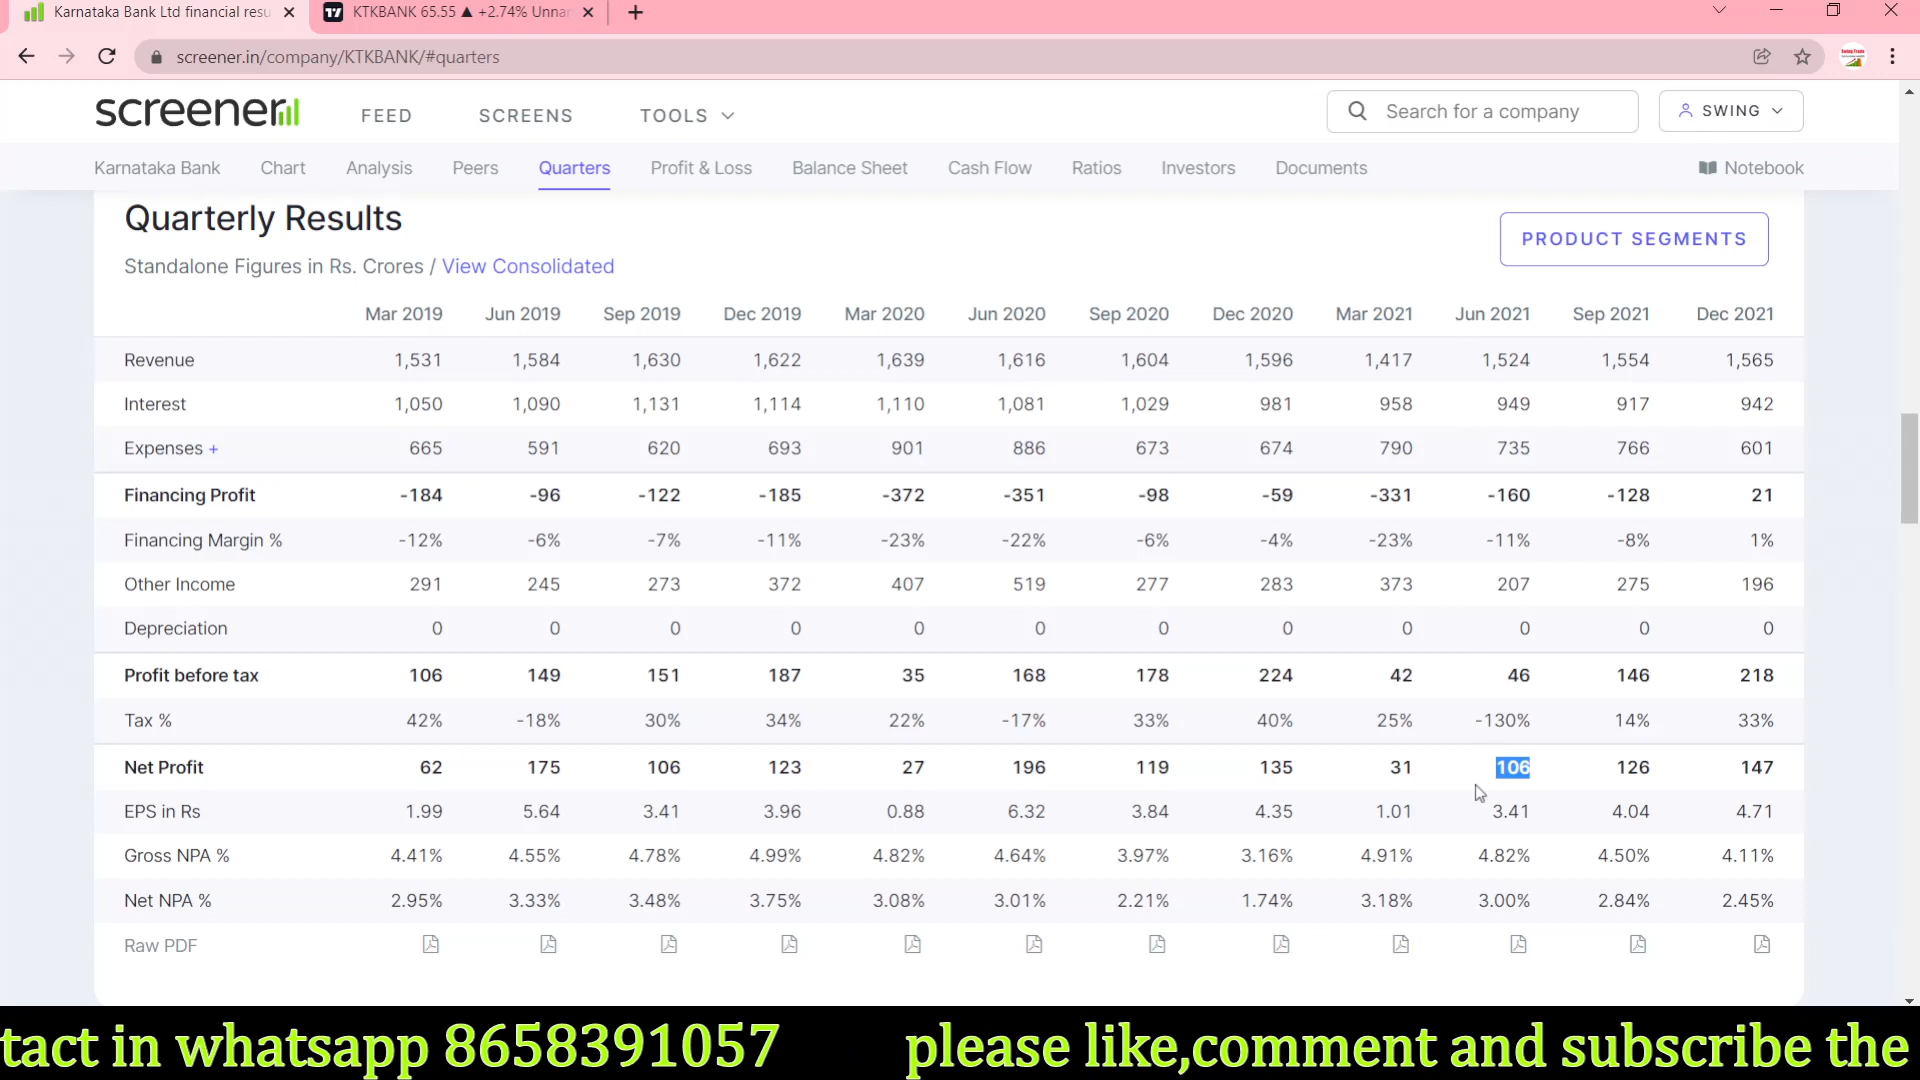 Karnataka Bank Ltd financial resu
KTKBANK 65.55 ▲ +2.74% Unnar
screener.in/company/KTKBANK/#quarters
screener FEED SCREENS TOOLS Search for a company SWING
Karnataka Bank Chart Analysis Peers Quarters Profit & Loss Balance Sheet Cash Flow Ratios Investors Documents Notebook
Quarterly Results
PRODUCT SEGMENTS
Standalone Figures in Rs. Crores / View Consolidated
Mar 2019 Jun 2019 Sep 2019 Dec 2019 Mar 2020 Jun 2020 Sep 2020 Dec 2020 Mar 2021 Jun 2021 Sep 2021 Dec 2021
Revenue 1,531 1,584 1,630 1,622 1,639 1,616 1,604 1,596 1,417 1,524 1,554 1,565
Interest 1,050 1,090 1,131 1,114 1,110 1,081 1,029 981 958 949 917 942
Expenses + 665 591 620 693 901 886 673 674 790 735 766 601
Financing Profit -184 -96 -122 -185 -372 -351 -98 -59 -331 -160 -128 21
Financing Margin % -12% -6% -7% -11% -23% -22% -6% -4% -23% -11% -8% 1%
Other Income 291 245 273 372 407 519 277 283 373 207 275 196
Depreciation 0 0 0 0 0 0 0 0 0 0 0 0
Profit before tax 106 149 151 187 35 168 178 224 42 46 146 218
Tax % 42% -18% 30% 34% 22% -17% 33% 40% 25% -130% 14% 33%
Net Profit 62 175 106 123 27 196 119 135 31 106 126 147
EPS in Rs 1.99 5.64 3.41 3.96 0.88 6.32 3.84 4.35 1.01 3.41 4.04 4.71
Gross NPA % 4.41% 4.55% 4.78% 4.99% 4.82% 4.64% 3.97% 3.16% 4.91% 4.82% 4.50% 4.11%
Net NPA % 2.95% 3.33% 3.48% 3.75% 3.08% 3.01% 2.21% 1.74% 3.18% 3.00% 2.84% 2.45%
Raw PDF
tact in whatsapp 8658391057 please like,comment and subscribe the